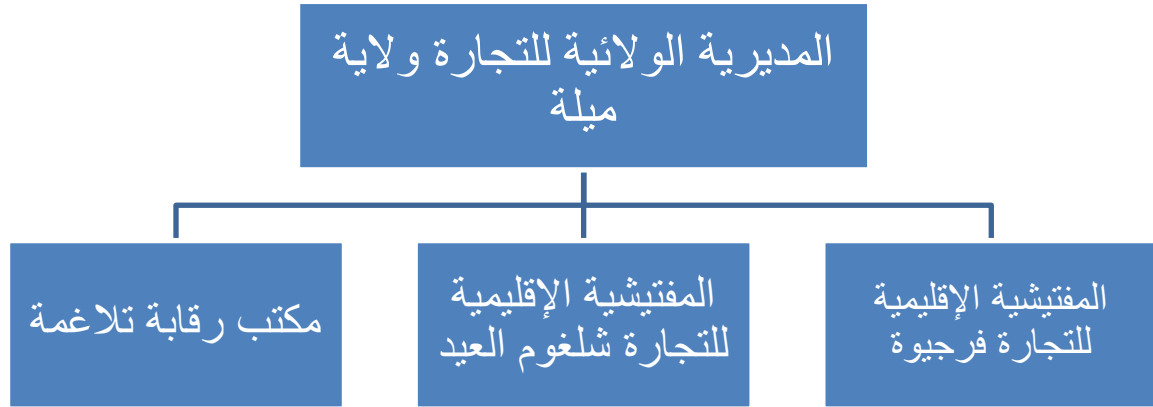 المديرية الولائية للتجارة ولاية
ميلة
المفتيشية الإقليمية
للتجارة فرجيوة
المفتيشية الإقليمية
للتجارة شلغوم العيد
مكتب رقابة تلاغمة